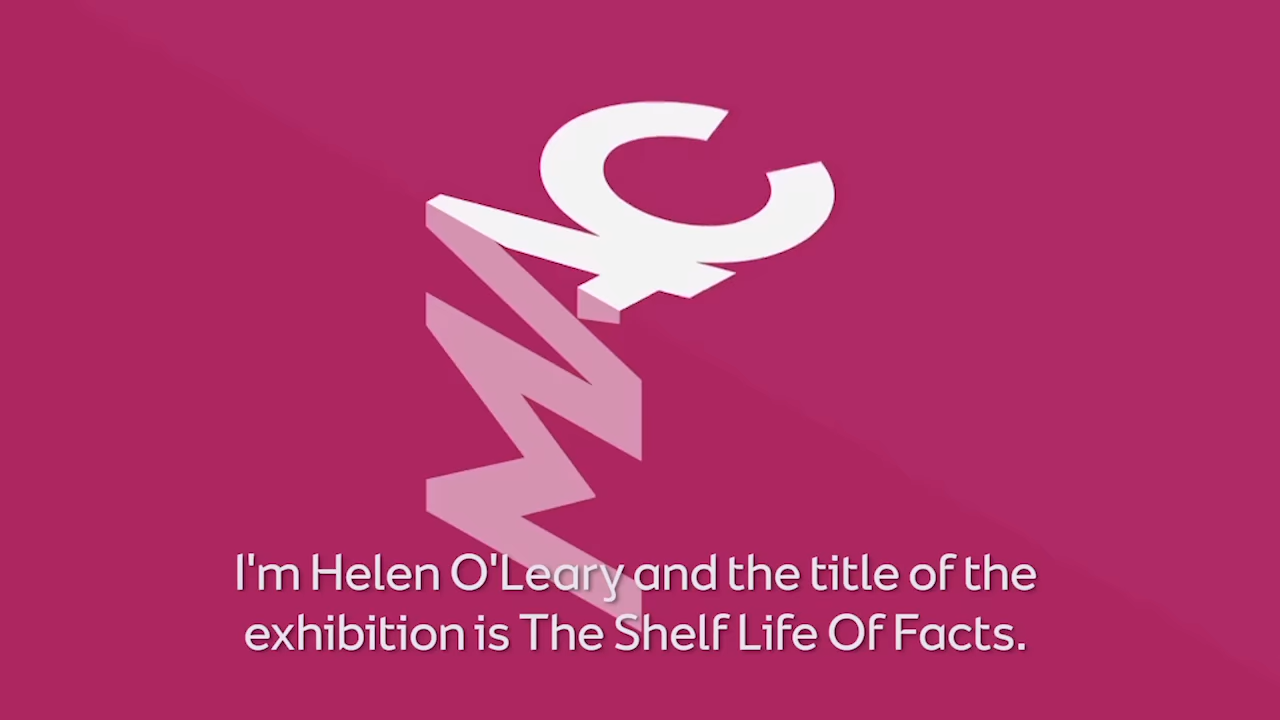 I'm Helen O'Leary and the title of the
exhibition is The Shelf Life Of Facts.